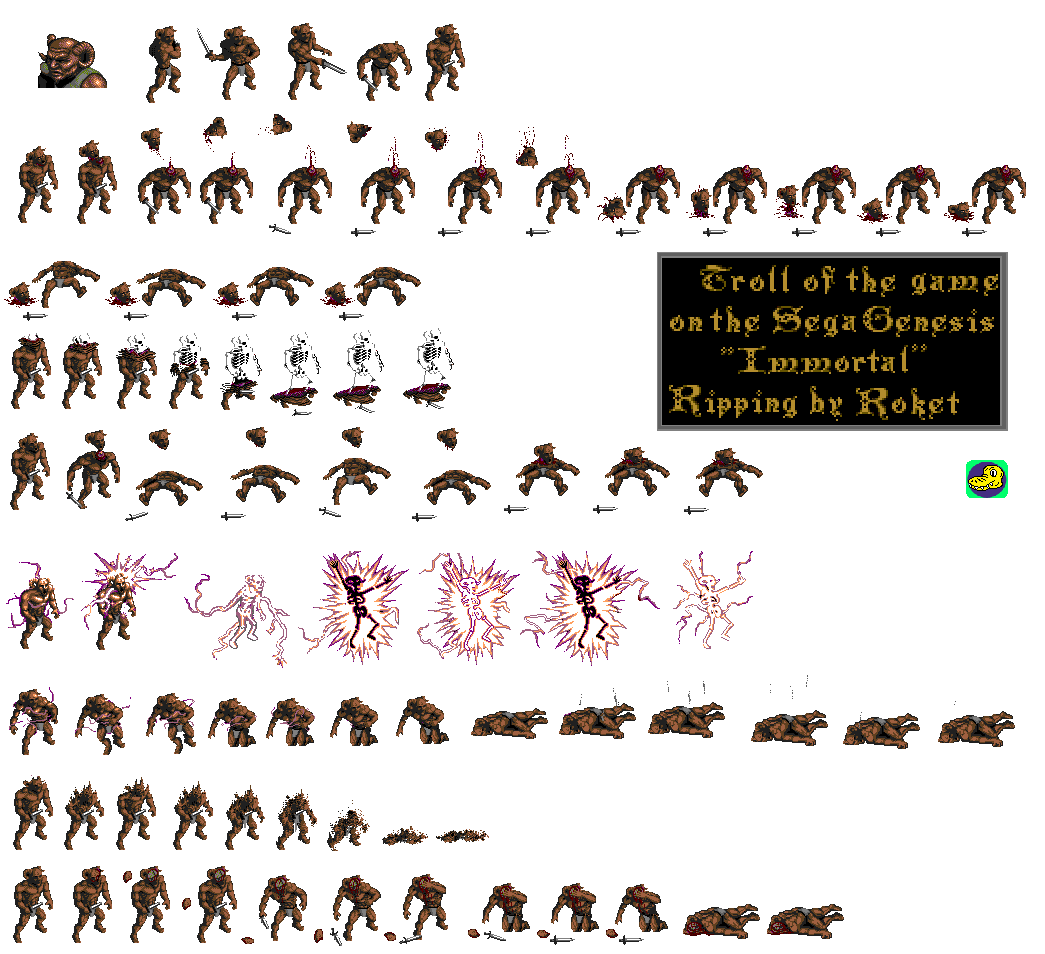 Troll of the game
on the Sega Genesis
"Immortal"
Ripping by Roket